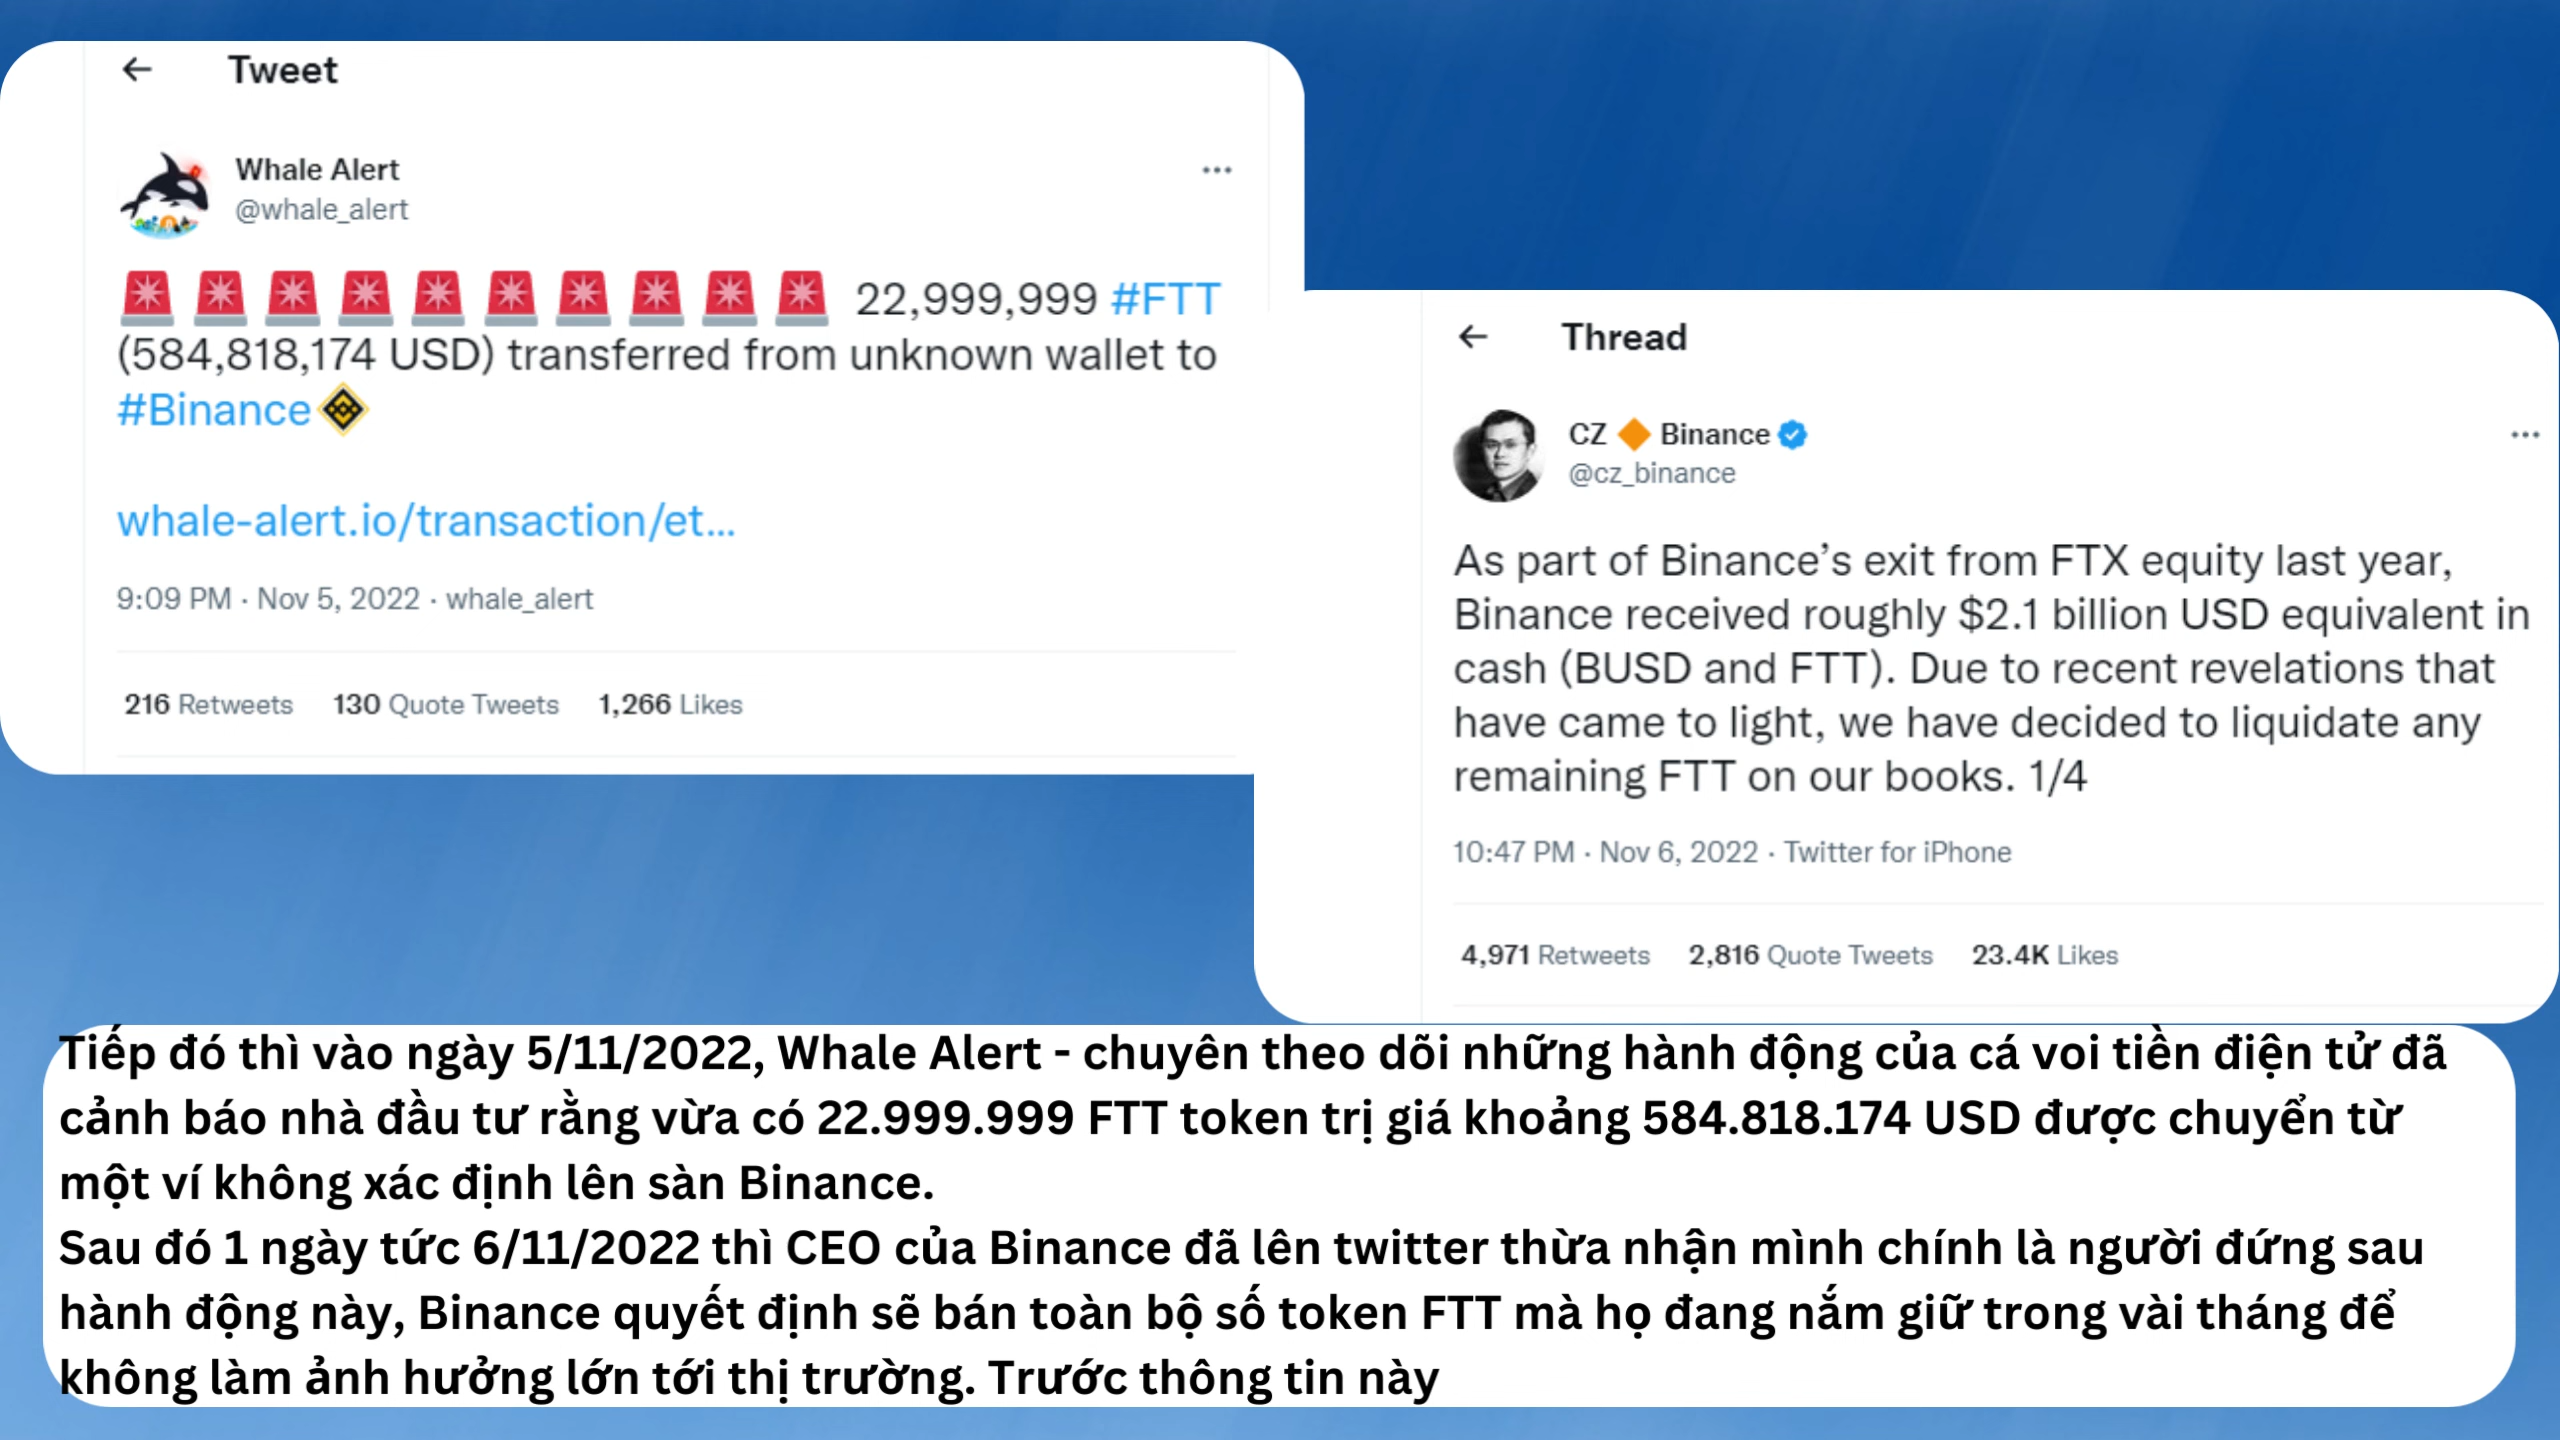 Tweet
Whale Alert
@whale_alert
🚨🚨🚨🚨🚨🚨🚨🚨🚨🚨 22,999,999 #FTT
(584,818,174 USD) transferred from unknown wallet to
#Binance
whale-alert.io/transaction/et...
9:09 PM · Nov 5, 2022 · whale_alert
216 Retweets 130 Quote Tweets 1,266 Likes
Thread
CZ 🔶 Binance
@cz_binance
As part of Binance’s exit from FTX equity last year,
Binance received roughly $2.1 billion USD equivalent in
cash (BUSD and FTT). Due to recent revelations that
have came to light, we have decided to liquidate any
remaining FTT on our books. 1/4
10:47 PM · Nov 6, 2022 · Twitter for iPhone
4,971 Retweets 2,816 Quote Tweets 23.4K Likes
Tiếp đó thì vào ngày 5/11/2022, Whale Alert - chuyên theo dõi những hành động của cá voi tiền điện tử đã
cảnh báo nhà đầu tư rằng vừa có 22.999.999 FTT token trị giá khoảng 584.818.174 USD được chuyển từ
một ví không xác định lên sàn Binance.
Sau đó 1 ngày tức 6/11/2022 thì CEO của Binance đã lên twitter thừa nhận mình chính là người đứng sau
hành động này, Binance quyết định sẽ bán toàn bộ số token FTT mà họ đang nắm giữ trong vài tháng để
không làm ảnh hưởng lớn tới thị trường. Trước thông tin này